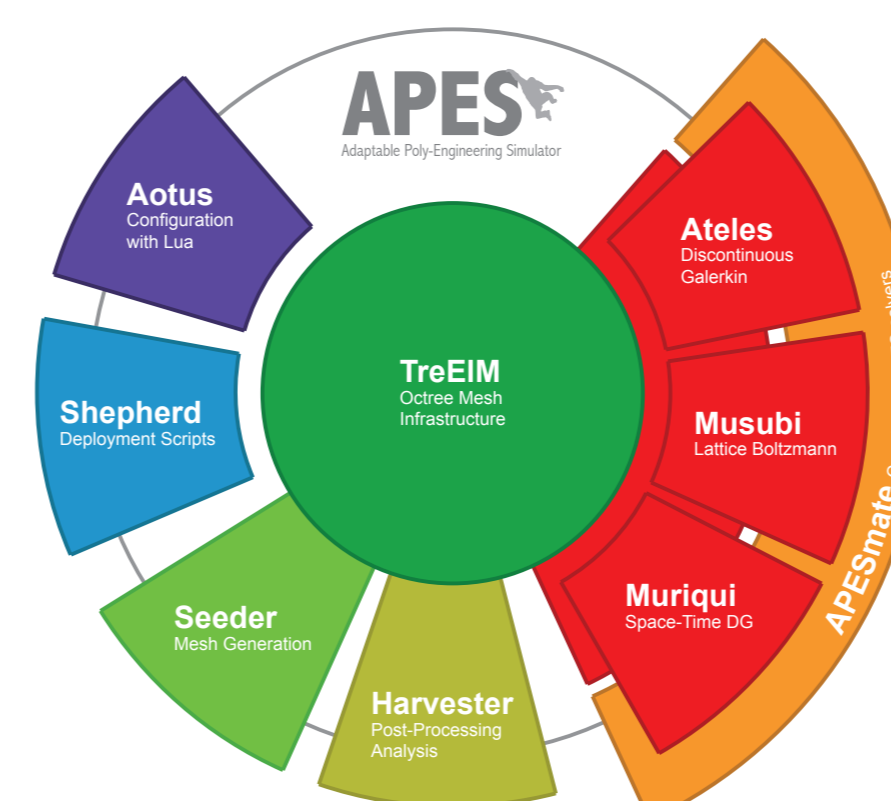 APES
Adaptable Poly-Engineering Simulator
Aotus
Configuration
with Lua
Ateles
Discontinuous
Galerkin
TreElM
Octree Mesh
Infrastructure
Shepherd
Deployment Scripts
Musubi
Lattice Boltzmann
APESmate
Muriqui
Space-Time DG
Seeder
Mesh Generation
Harvester
Post-Processing
Analysis